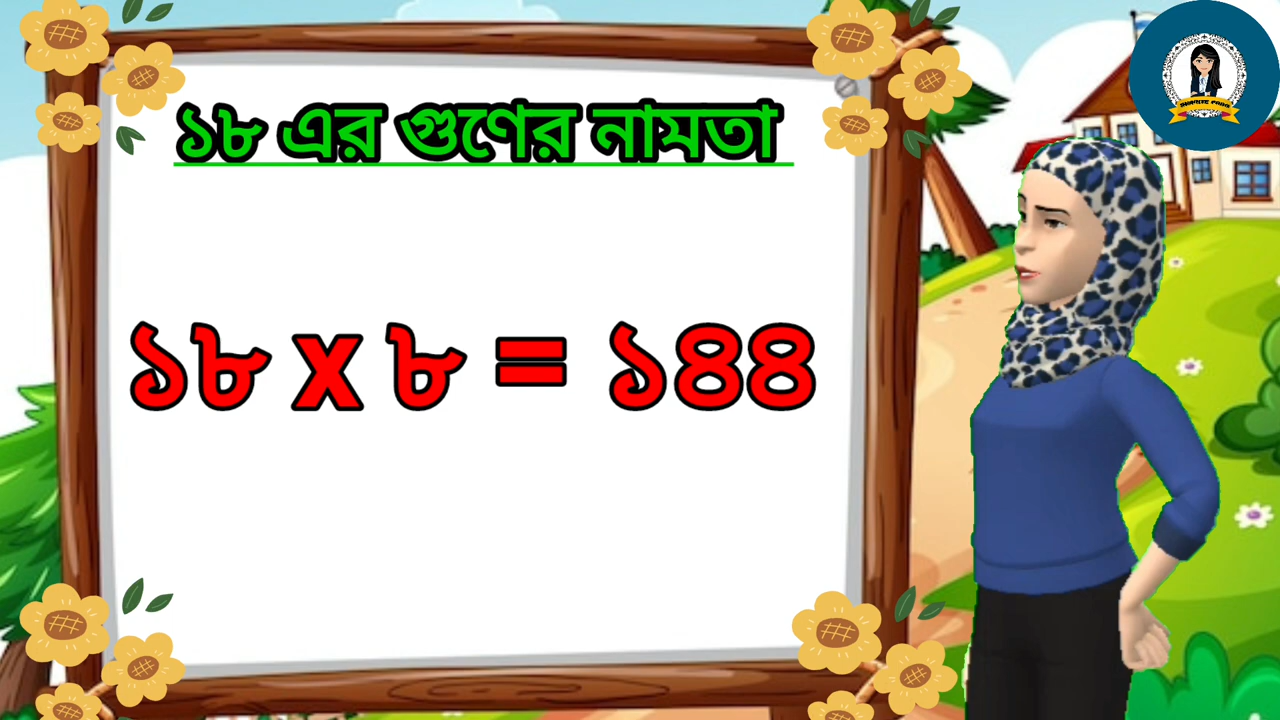 ১৮ এর গুণের নামতা
১৮ x ৮ = ১৪৪